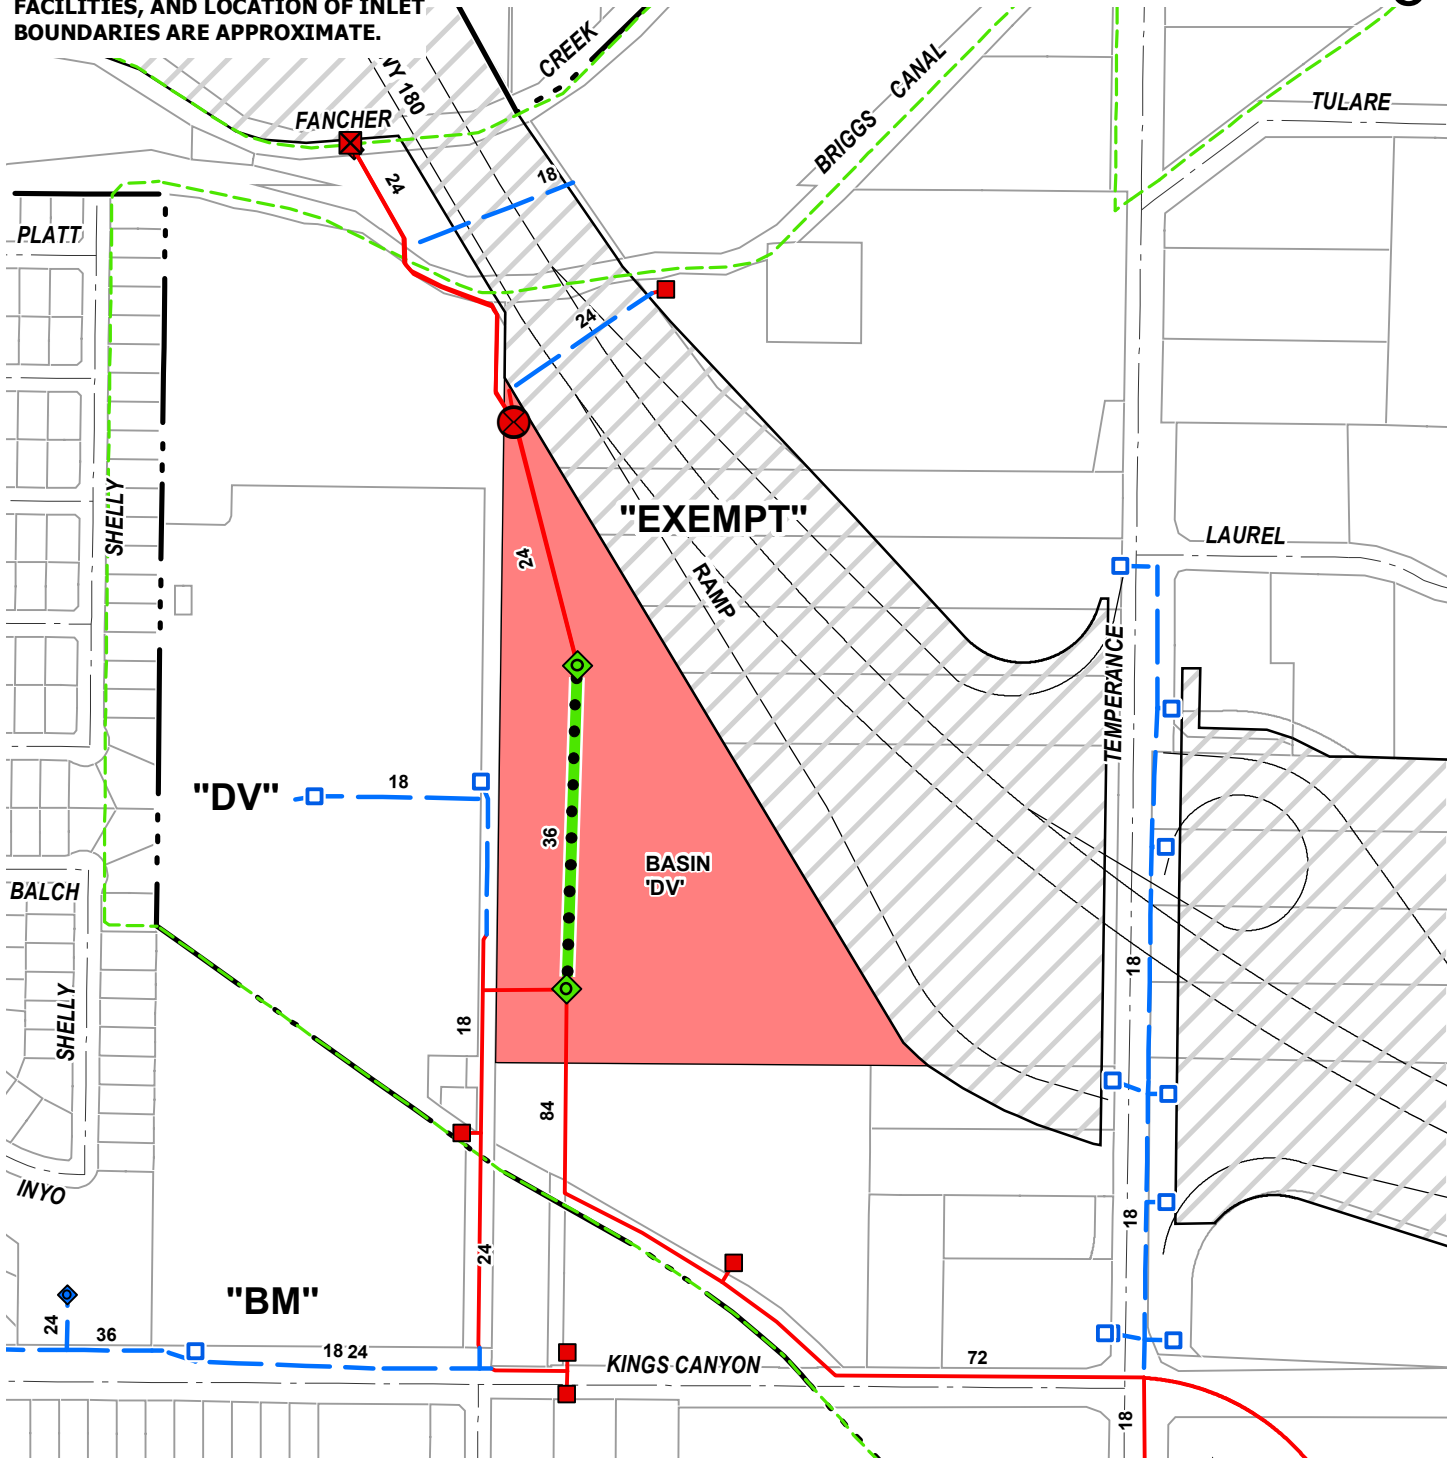 FACILITIES, AND LOCATION OF INLET
BOUNDARIES ARE APPROXIMATE.
CREEK
180
FANCHER
BRIGGS CANAL
TULARE
24
18
PLATT
24
SHELLY
"EXEMPT"
LAUREL
24
RAMP
TEMPERANCE
"DV"
18
36
BASIN
'DV'
BALCH
18
SHELLY
18
84
INYO
18
24
"BM"
24
36
18 24
KINGS CANYON
72
18